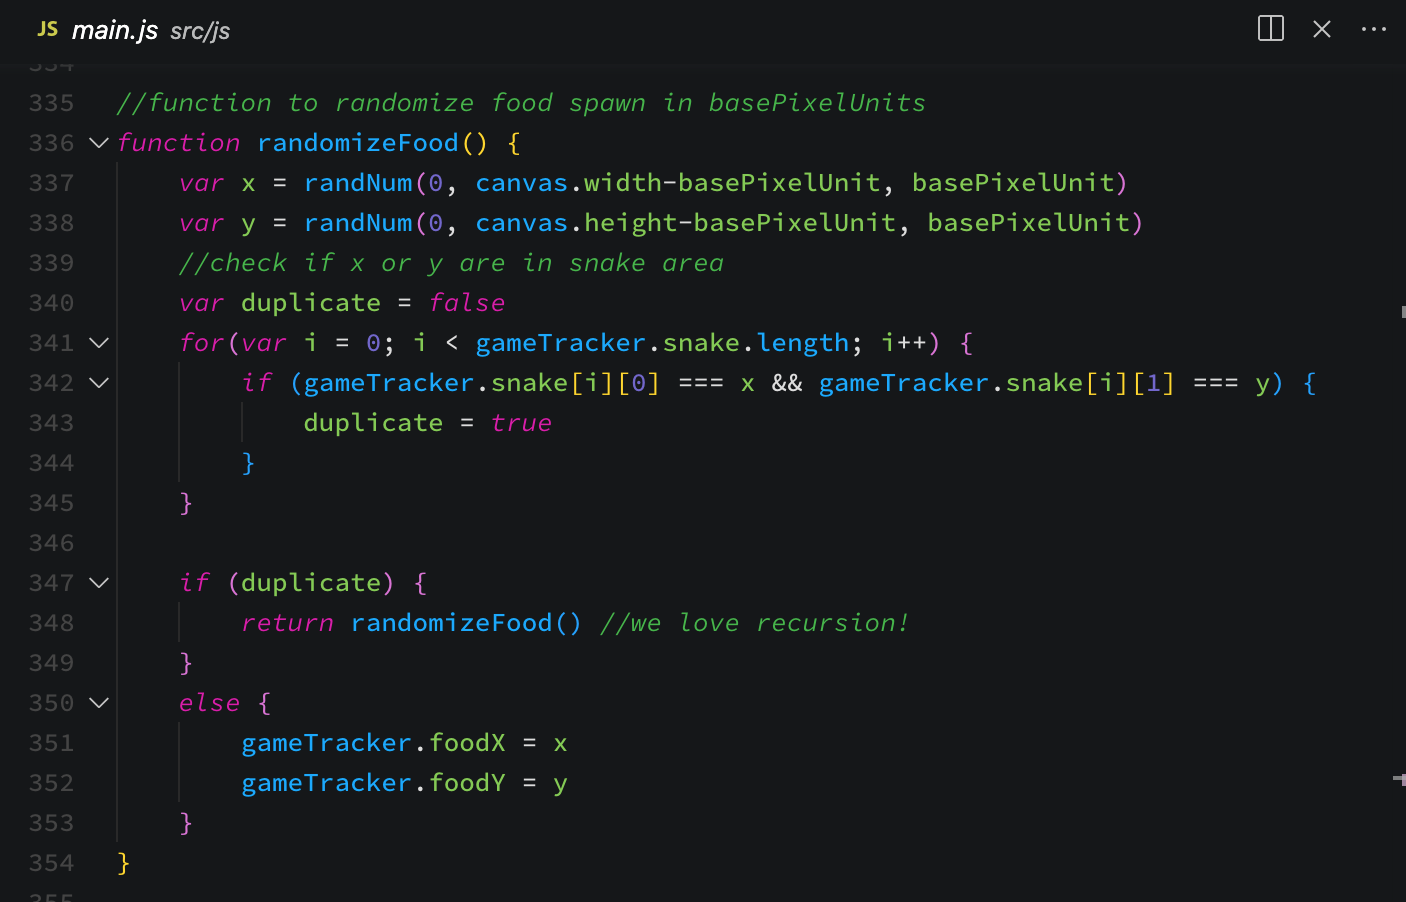 JS main.js src/js
334
335 //function to randomize food spawn in basePixelUnits
336 function randomizeFood() {
337     var x = randNum(0, canvas.width-basePixelUnit, basePixelUnit)
338     var y = randNum(0, canvas.height-basePixelUnit, basePixelUnit)
339     //check if x or y are in snake area
340     var duplicate = false
341     for(var i = 0; i < gameTracker.snake.length; i++) {
342         if (gameTracker.snake[i][0] === x && gameTracker.snake[i][1] === y) {
343             duplicate = true
344         }
345     }
346
347     if (duplicate) {
348         return randomizeFood() //we love recursion!
349     }
350     else {
351         gameTracker.foodX = x
352         gameTracker.foodY = y
353     }
354 }
355